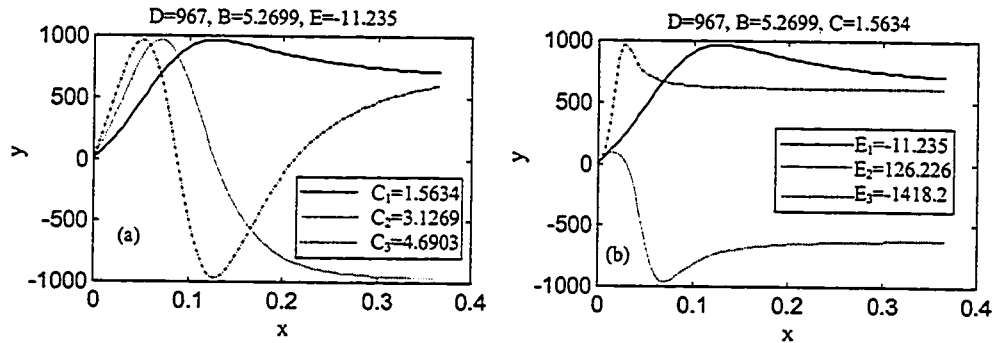 D=967, B=5.2699, E=-11.235
1000
500
0
-500
-1000
y
(a)
C₁=1.5634
C₂=3.1269
C₃=4.6903
0
0.1
0.2
0.3
0.4
x
D=967, B=5.2699, C=1.5634
1000
500
0
-500
-1000
y
E₁=-11.235
E₂=126.226
E₃=-1418.2
(b)
0
0.1
0.2
0.3
0.4
x